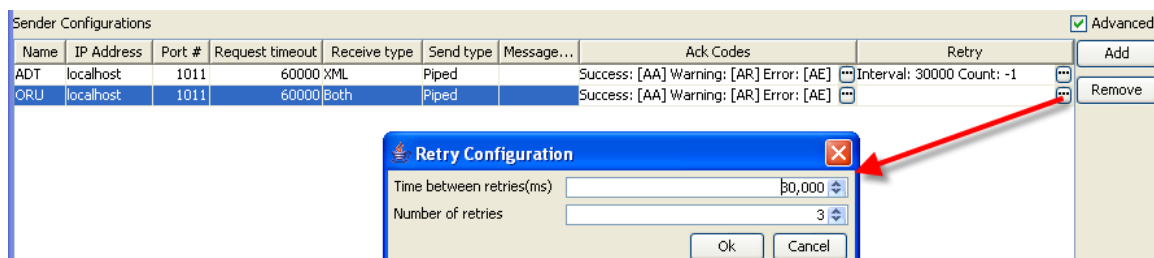 Sender Configurations Advanced
Name IP Address Port # Request timeout Receive type Send type Message... Ack Codes Retry Add
ADT localhost 1011 60000 XML Piped Success: [AA] Warning: [AR] Error: [AE] Interval: 30000 Count: -1
ORU localhost 1011 60000 Both Piped Success: [AA] Warning: [AR] Error: [AE] Remove
Retry Configuration
Time between retries(ms) 30,000
Number of retries 3
Ok Cancel